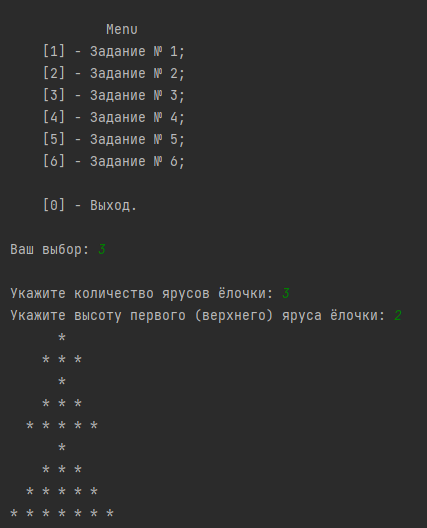 Menu
[1] - Задание № 1;
[2] - Задание № 2;
[3] - Задание № 3;
[4] - Задание № 4;
[5] - Задание № 5;
[6] - Задание № 6;
[0] - Выход.
Ваш выбор: 3
Укажите количество ярусов ёлочки: 3
Укажите высоту первого (верхнего) яруса ёлочки: 2
      *
    * * *
      *
    * * *
  * * * * *
      *
    * * *
  * * * * *
* * * * * * *